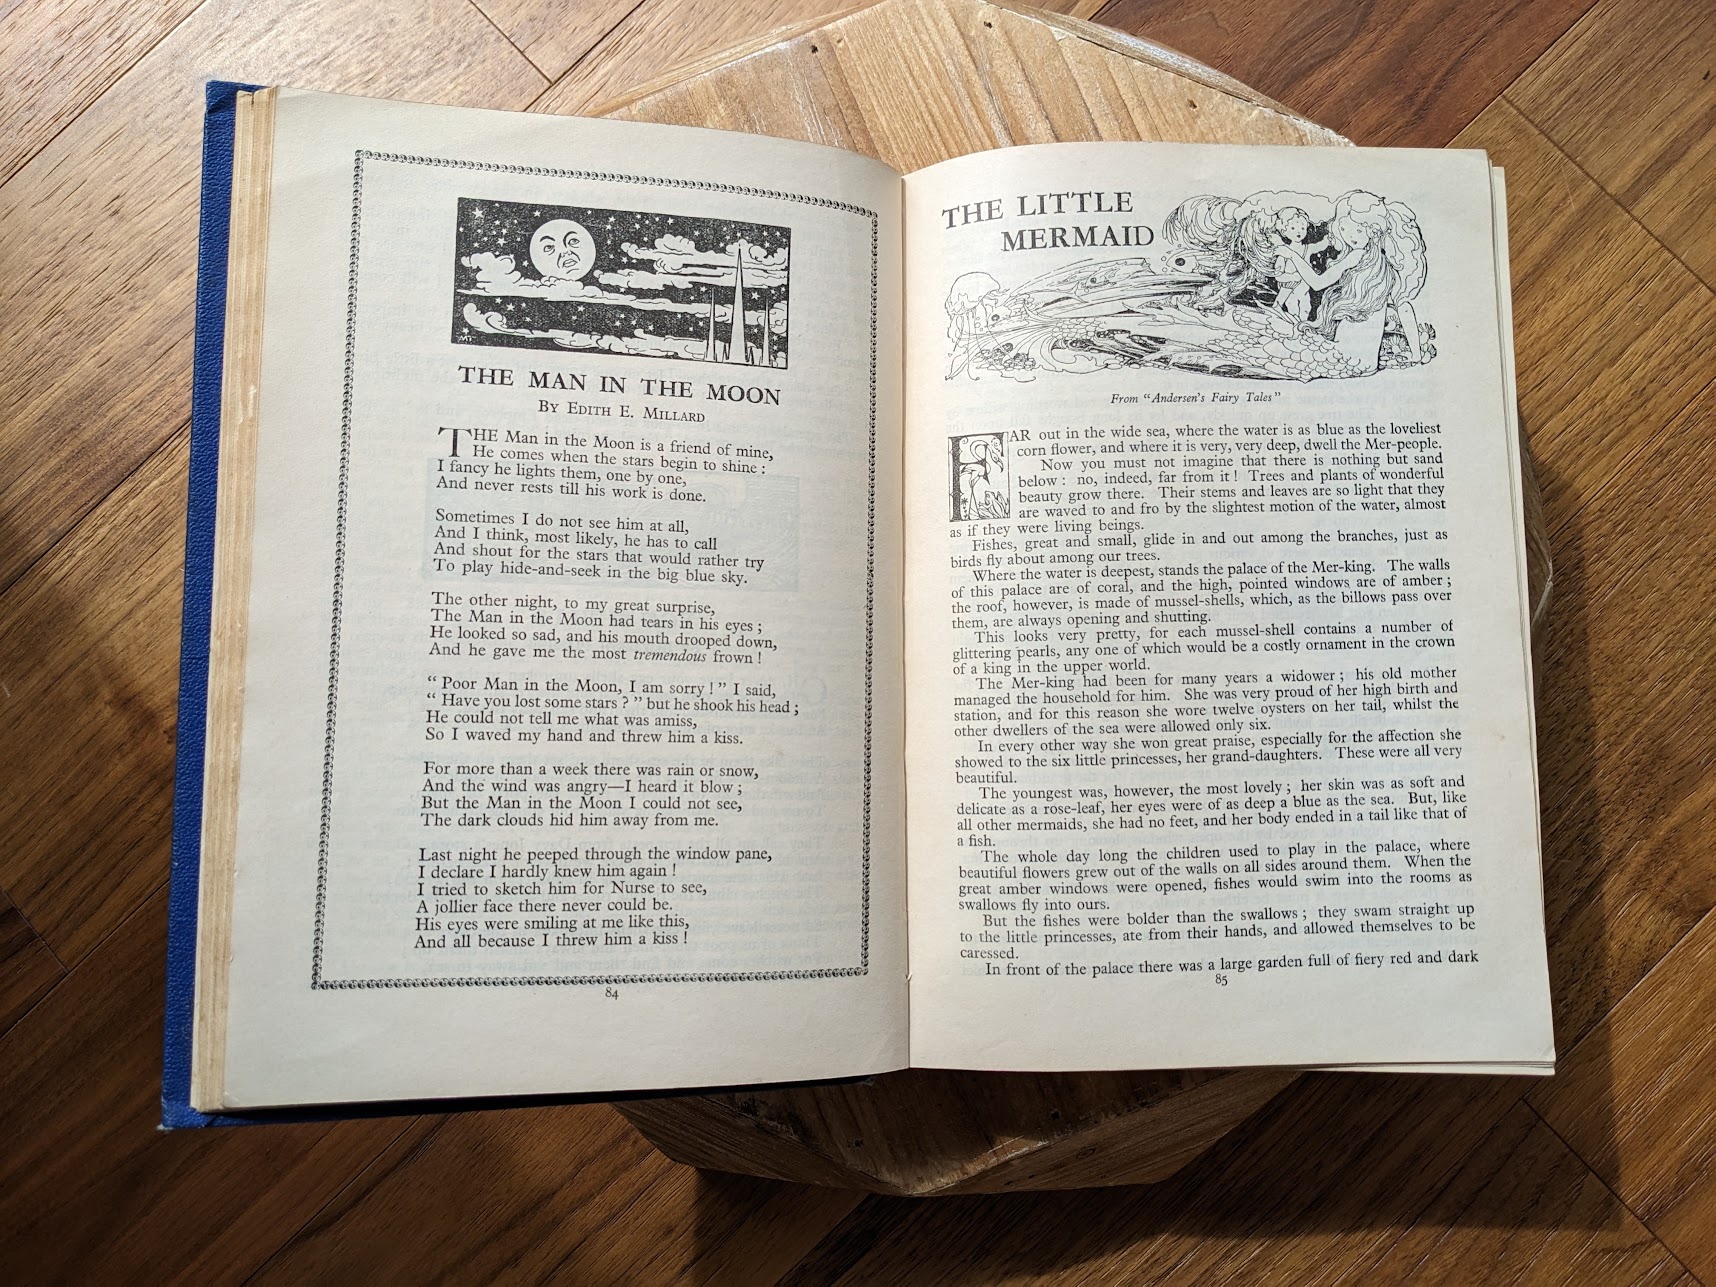 THE MAN IN THE MOON
BY EDITH E. MILLARD
THE Man in the Moon is a friend of mine,
He comes when the stars begin to shine :
I fancy he lights them, one by one,
And never rests till his work is done.
Sometimes I do not see him at all,
And I think, most likely, he has to call
And shout for the stars that would rather try
To play hide-and-seek in the big blue sky.
The other night, to my great surprise,
The Man in the Moon had tears in his eyes ;
He looked so sad, and his mouth drooped down,
And he gave me the most tremendous frown !
“ Poor Man in the Moon, I am sorry ! ” I said,
“ Have you lost some stars ? ” but he shook his head ;
He could not tell me what was amiss,
So I waved my hand and threw him a kiss.
For more than a week there was rain or snow,
And the wind was angry—I heard it blow ;
But the Man in the Moon I could not see,
The dark clouds hid him away from me.
Last night he peeped through the window pane,
I declare I hardly knew him again !
I tried to sketch him for Nurse to see,
A jollier face there never could be.
His eyes were smiling at me like this,
And all because I threw him a kiss !
84
THE LITTLE
MERMAID
From “Andersen's Fairy Tales”
FAR out in the wide sea, where the water is as blue as the loveliest
corn flower, and where it is very, very deep, dwell the Mer-people.
Now you must not imagine that there is nothing but sand
below : no, indeed, far from it ! Trees and plants of wonderful
beauty grow there. Their stems and leaves are so light that they
are waved to and fro by the slightest motion of the water, almost
as if they were living beings.
Fishes, great and small, glide in and out among the branches, just as
birds fly about among our trees.
Where the water is deepest, stands the palace of the Mer-king. The walls
of this palace are of coral, and the high, pointed windows are of amber ;
the roof, however, is made of mussel-shells, which, as the billows pass over
them, are always opening and shutting.
This looks very pretty, for each mussel-shell contains a number of
glittering pearls, any one of which would be a costly ornament in the crown
of a king in the upper world.
The Mer-king had been for many years a widower ; his old mother
managed the household for him. She was very proud of her high birth and
station, and for this reason she wore twelve oysters on her tail, whilst the
other dwellers of the sea were allowed only six.
In every other way she won great praise, especially for the affection she
showed to the six little princesses, her grand-daughters. These were all very
beautiful.
The youngest was, however, the most lovely ; her skin was as soft and
delicate as a rose-leaf, her eyes were of as deep a blue as the sea. But, like
all other mermaids, she had no feet, and her body ended in a tail like that of
a fish.
The whole day long the children used to play in the palace, where
beautiful flowers grew out of the walls on all sides around them. When the
great amber windows were opened, fishes would swim into the rooms as
swallows fly into ours.
But the fishes were bolder than the swallows ; they swam straight up
to the little princesses, ate from their hands, and allowed themselves to be
caressed.
In front of the palace there was a large garden full of fiery red and dark
85